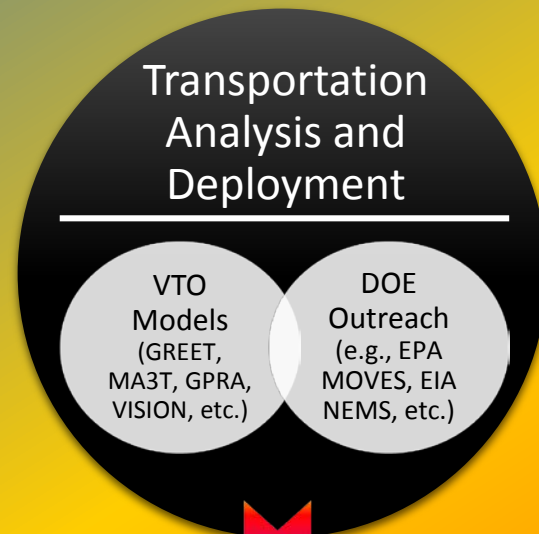 Transportation
Analysis and
Deployment
VTO
Models
(GREET,
MA3T, GPRA,
VISION, etc.)
DOE
Outreach
(e.g., EPA
MOVES, EIA
NEMS, etc.)